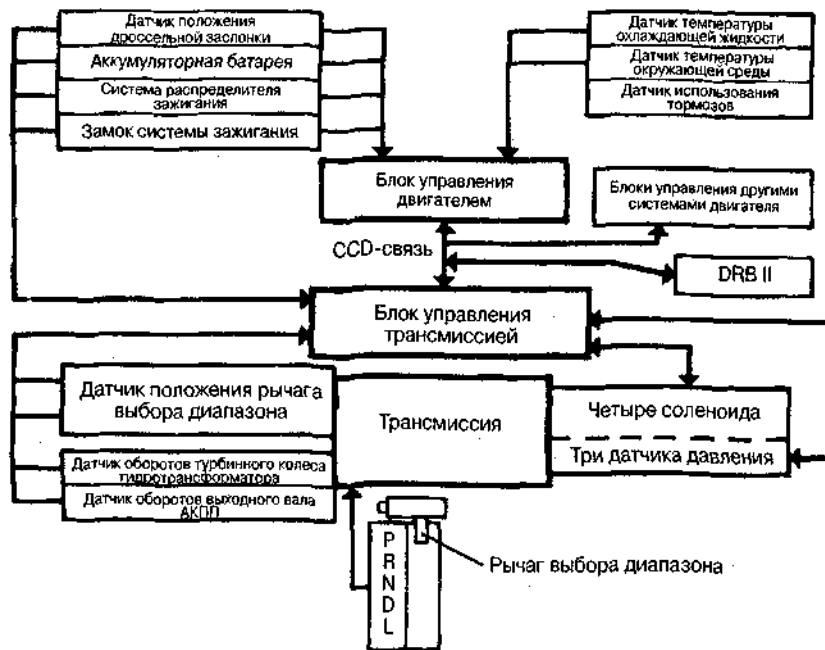 Датчик положения
дроссельной заслонки
Аккумуляторная батарея
Система распределителя
зажигания
Замок системы зажигания
Датчик температуры
охлаждающей жидкости
Датчик температуры
окружающей среды
Датчик использования
тормозов
Блок управления
двигателем
Блоки управления другими
системами двигателя
CCD-связь
DRB II
Блок управления
трансмиссией
Датчик положения рычага
выбора диапазона
Трансмиссия
Четыре соленоида
Три датчика давления
Датчик оборотов турбинного колеса
гидротрансформатора
Датчик оборотов выходного вала
АКПП
P
R
N
D
L
Рычаг выбора диапазона